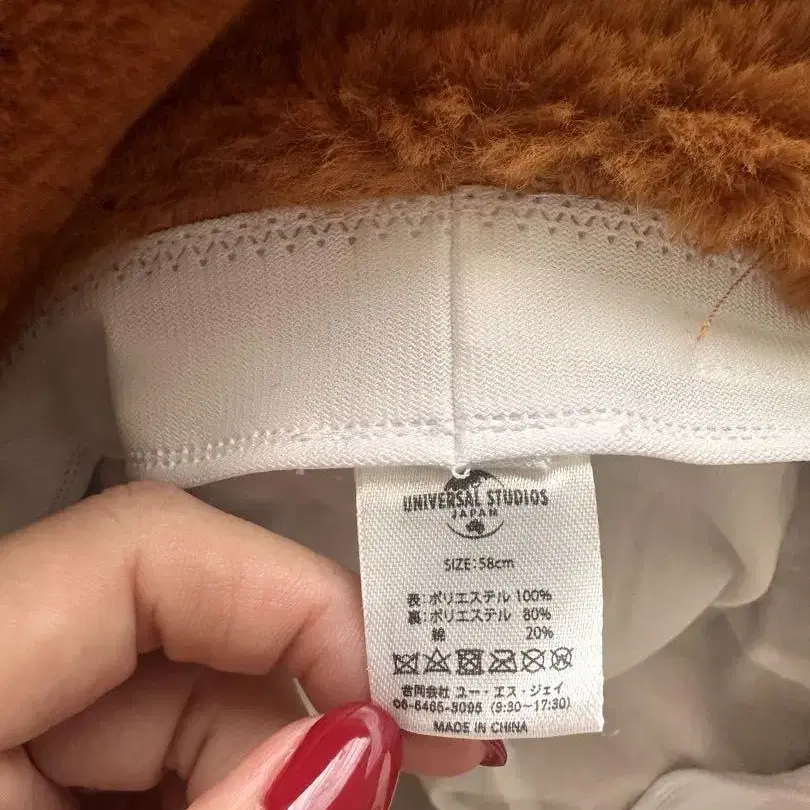 UNIVERSAL STUDIOS
JAPAN
SIZE:58cm
表:ポリエステル 100%
裏:ポリエステル 80%
綿 20%
合同会社 ユー・エス・ジェイ
06-6465-3095 (9:30~17:30)
MADE IN CHINA